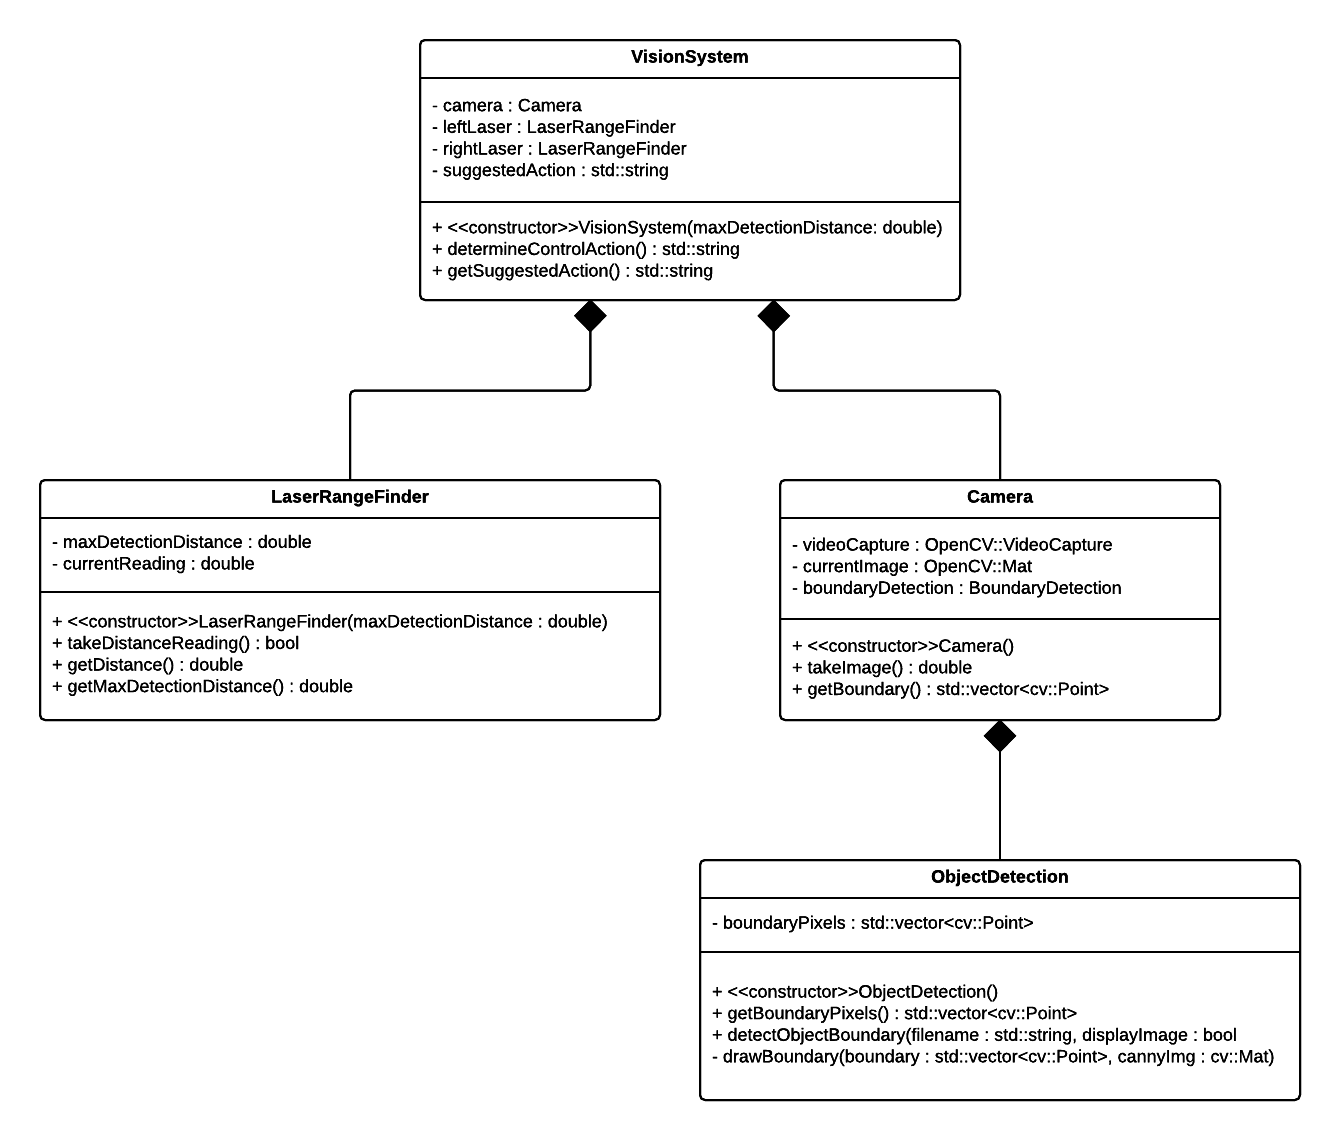 VisionSystem
- camera : Camera
- leftLaser : LaserRangeFinder
- rightLaser : LaserRangeFinder
- suggestedAction : std::string
+ <<constructor>>VisionSystem(maxDetectionDistance: double)
+ determineControlAction() : std::string
+ getSuggestedAction() : std::string
LaserRangeFinder
- maxDetectionDistance : double
- currentReading : double
+ <<constructor>>LaserRangeFinder(maxDetectionDistance : double)
+ takeDistanceReading() : bool
+ getDistance() : double
+ getMaxDetectionDistance() : double
Camera
- videoCapture : OpenCV::VideoCapture
- currentImage : OpenCV::Mat
- boundaryDetection : BoundaryDetection
+ <<constructor>>Camera()
+ takeImage() : double
+ getBoundary() : std::vector<cv::Point>
ObjectDetection
- boundaryPixels : std::vector<cv::Point>
+ <<constructor>>ObjectDetection()
+ getBoundaryPixels() : std::vector<cv::Point>
+ detectObjectBoundary(filename : std::string, displayImage : bool
- drawBoundary(boundary : std::vector<cv::Point>, cannyImg : cv::Mat)